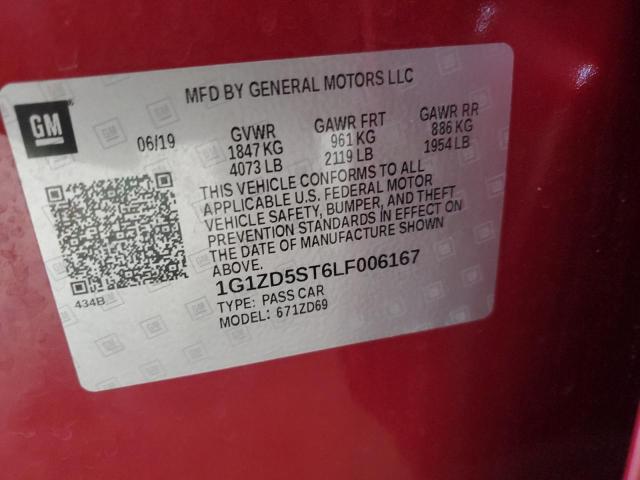 MFD BY GENERAL MOTORS LLC
GM
06/19 GVWR GAWR FRT GAWR RR
1847 KG 961 KG 886 KG
4073 LB 2119 LB 1954 LB
THIS VEHICLE CONFORMS TO ALL
APPLICABLE U.S. FEDERAL MOTOR
VEHICLE SAFETY, BUMPER, AND THEFT
PREVENTION STANDARDS IN EFFECT ON
THE DATE OF MANUFACTURE SHOWN
ABOVE.
434B
1G1ZD5ST6LF006167
TYPE: PASS CAR
MODEL: 671ZD69